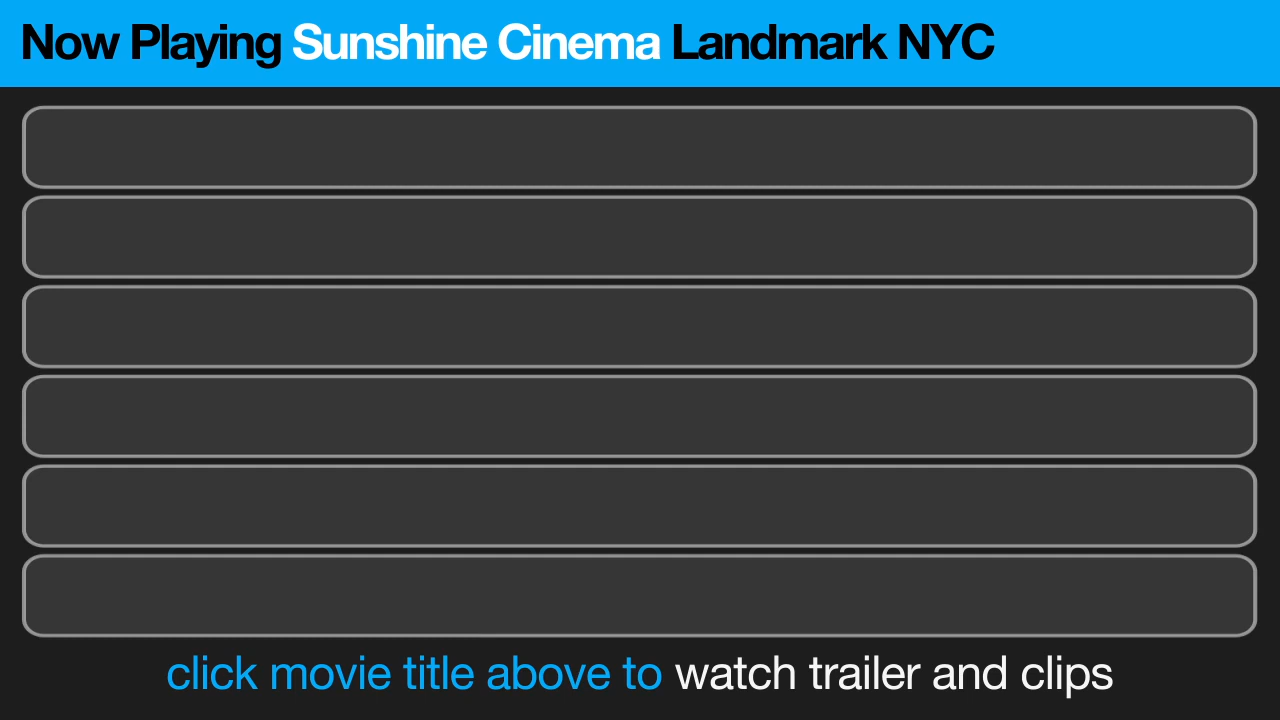 Now Playing Sunshine Cinema Landmark NYC
click movie title above to watch trailer and clips